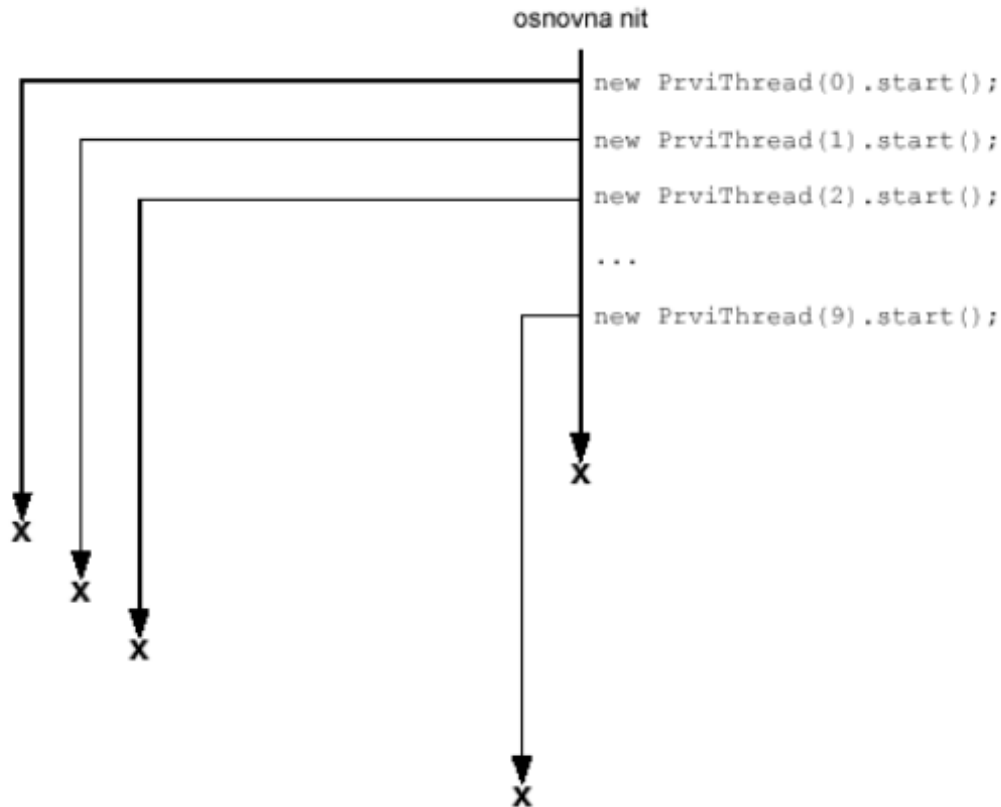 osnovna nit
new PrviThread(0).start();
new PrviThread(1).start();
new PrviThread(2).start();
...
new PrviThread(9).start();
x
x
x
x
x